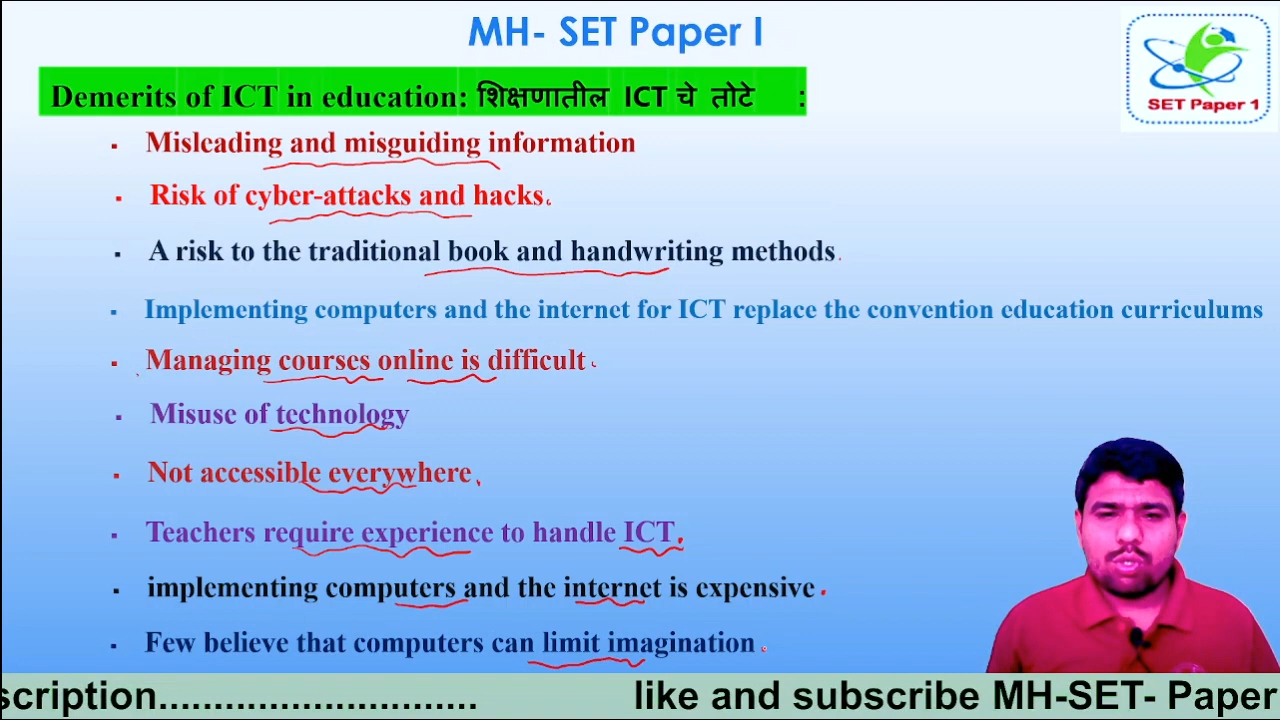 MH- SET Paper I
SET Paper 1
Demerits of ICT in education: शिक्षणातील ICT चे तोटे :
▪ Misleading and misguiding information
▪ Risk of cyber-attacks and hacks.
▪ A risk to the traditional book and handwriting methods.
▪ Implementing computers and the internet for ICT replace the convention education curriculums
▪ Managing courses online is difficult
▪ Misuse of technology
▪ Not accessible everywhere
▪ Teachers require experience to handle ICT.
▪ implementing computers and the internet is expensive
▪ Few believe that computers can limit imagination
scription............................. like and subscribe MH-SET- Paper